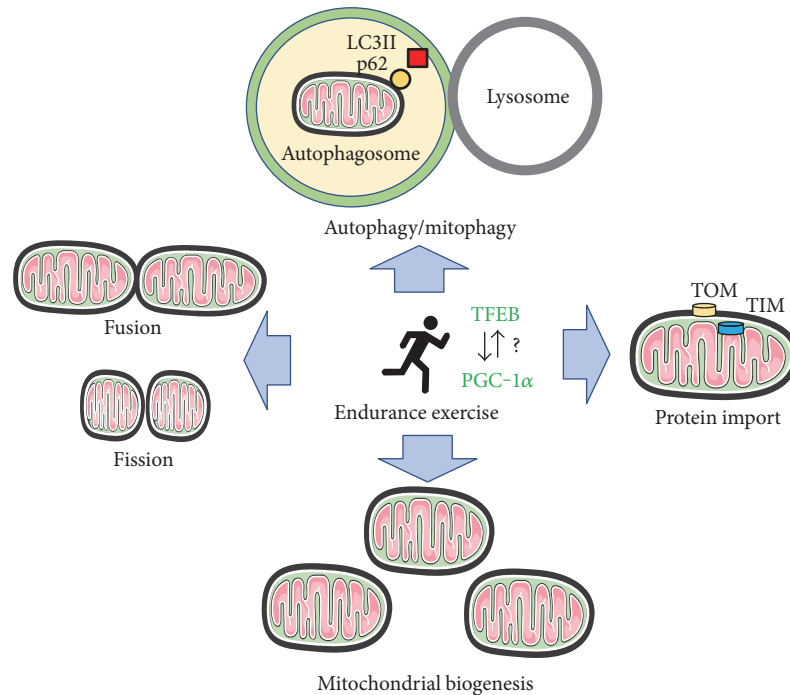 LC3II
p62
Autophagosome
Lysosome
Autophagy/mitophagy
Fusion
Fission
TFEB
?
PGC-1α
Endurance exercise
TOM
TIM
Protein import
Mitochondrial biogenesis